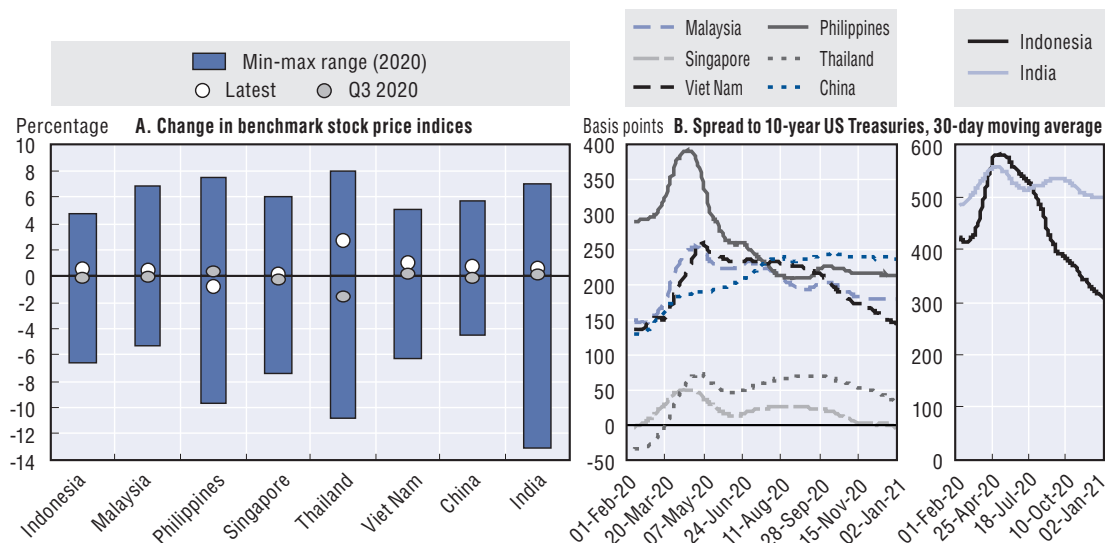 Min-max range (2020)
Latest
Q3 2020
Percentage
A. Change in benchmark stock price indices
10
8
6
4
2
0
-2
-4
-6
-8
-10
-12
-14
Indonesia
Malaysia
Philippines
Singapore
Thailand
Viet Nam
China
India
Malaysia
Philippines
Singapore
Thailand
Viet Nam
China
Indonesia
India
Basis points
B. Spread to 10-year US Treasuries, 30-day moving average
400
350
300
250
200
150
100
50
0
-50
01-Feb-20
20-Mar-20
07-May-20
24-Jun-20
11-Aug-20
28-Sep-20
15-Nov-20
02-Jan-21
600
500
400
300
200
100
0
01-Feb-20
25-Apr-20
18-Jul-20
10-Oct-20
02-Jan-21